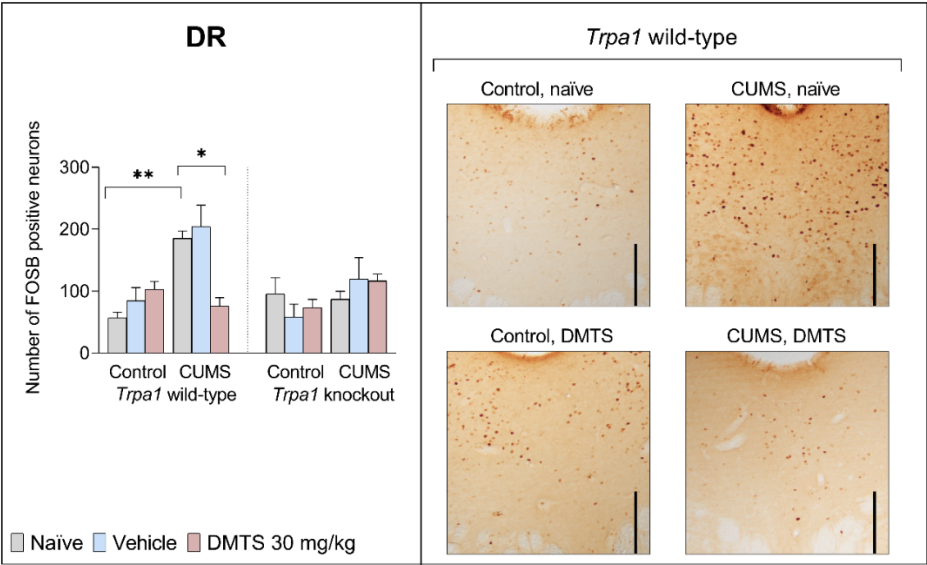 DR
Number of FOSB positive neurons
300
200
100
0
**
*
Control CUMS Control CUMS
Trpa1 wild-type Trpa1 knockout
Naïve Vehicle DMTS 30 mg/kg
Trpa1 wild-type
Control, naïve CUMS, naïve
Control, DMTS CUMS, DMTS